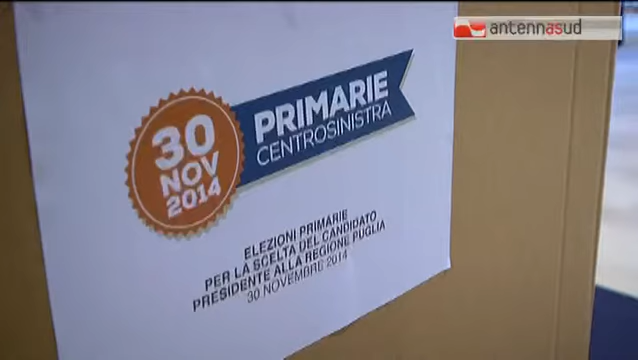 antennasud
30
NOV
2014
PRIMARIE
CENTROSINISTRA
ELEZIONI PRIMARIE
PER LA SCELTA DEL CANDIDATO
PRESIDENTE ALLA REGIONE PUGLIA
30 NOVEMBRE 2014